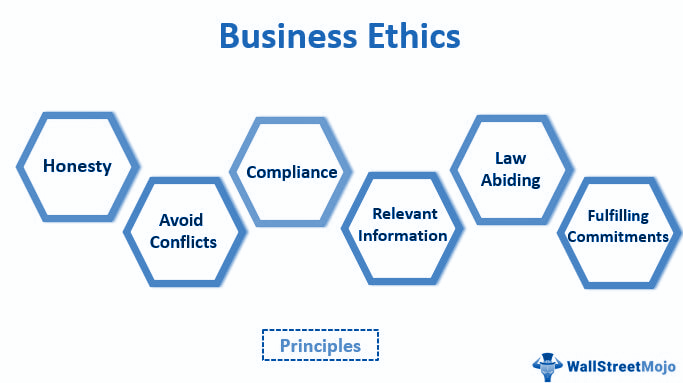 Business Ethics
Honesty
Avoid
Conflicts
Compliance
Relevant
Information
Law
Abiding
Fulfilling
Commitments
Principles
WallStreetMojo